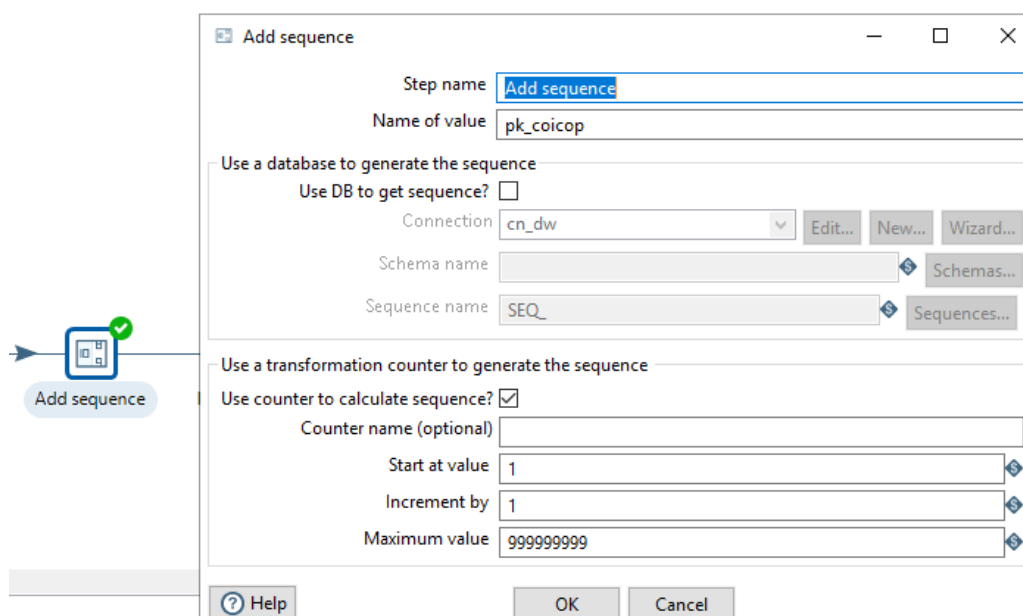 Add sequence
Step name Add sequence
Name of value pk_coicop
Use a database to generate the sequence
Use DB to get sequence?
Connection cn_dw Edit... New... Wizard...
Schema name Schemas...
Sequence name SEQ_ Sequences...
Use a transformation counter to generate the sequence
Add sequence
Use counter to calculate sequence?
Counter name (optional)
Start at value 1
Increment by 1
Maximum value 999999999
Help OK Cancel